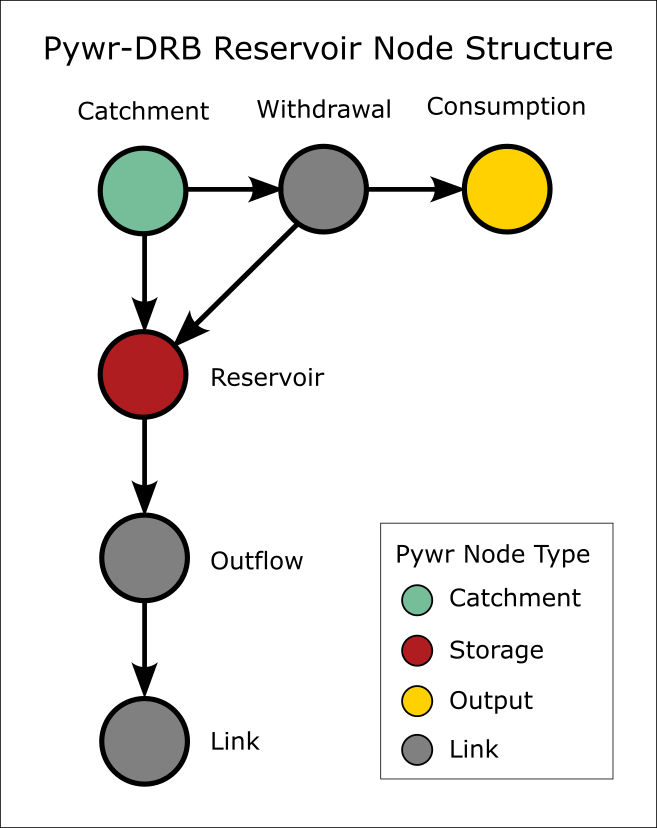 Pywr-DRB Reservoir Node Structure
Catchment
Withdrawal
Consumption
Reservoir
Outflow
Link
Pywr Node Type
Catchment
Storage
Output
Link